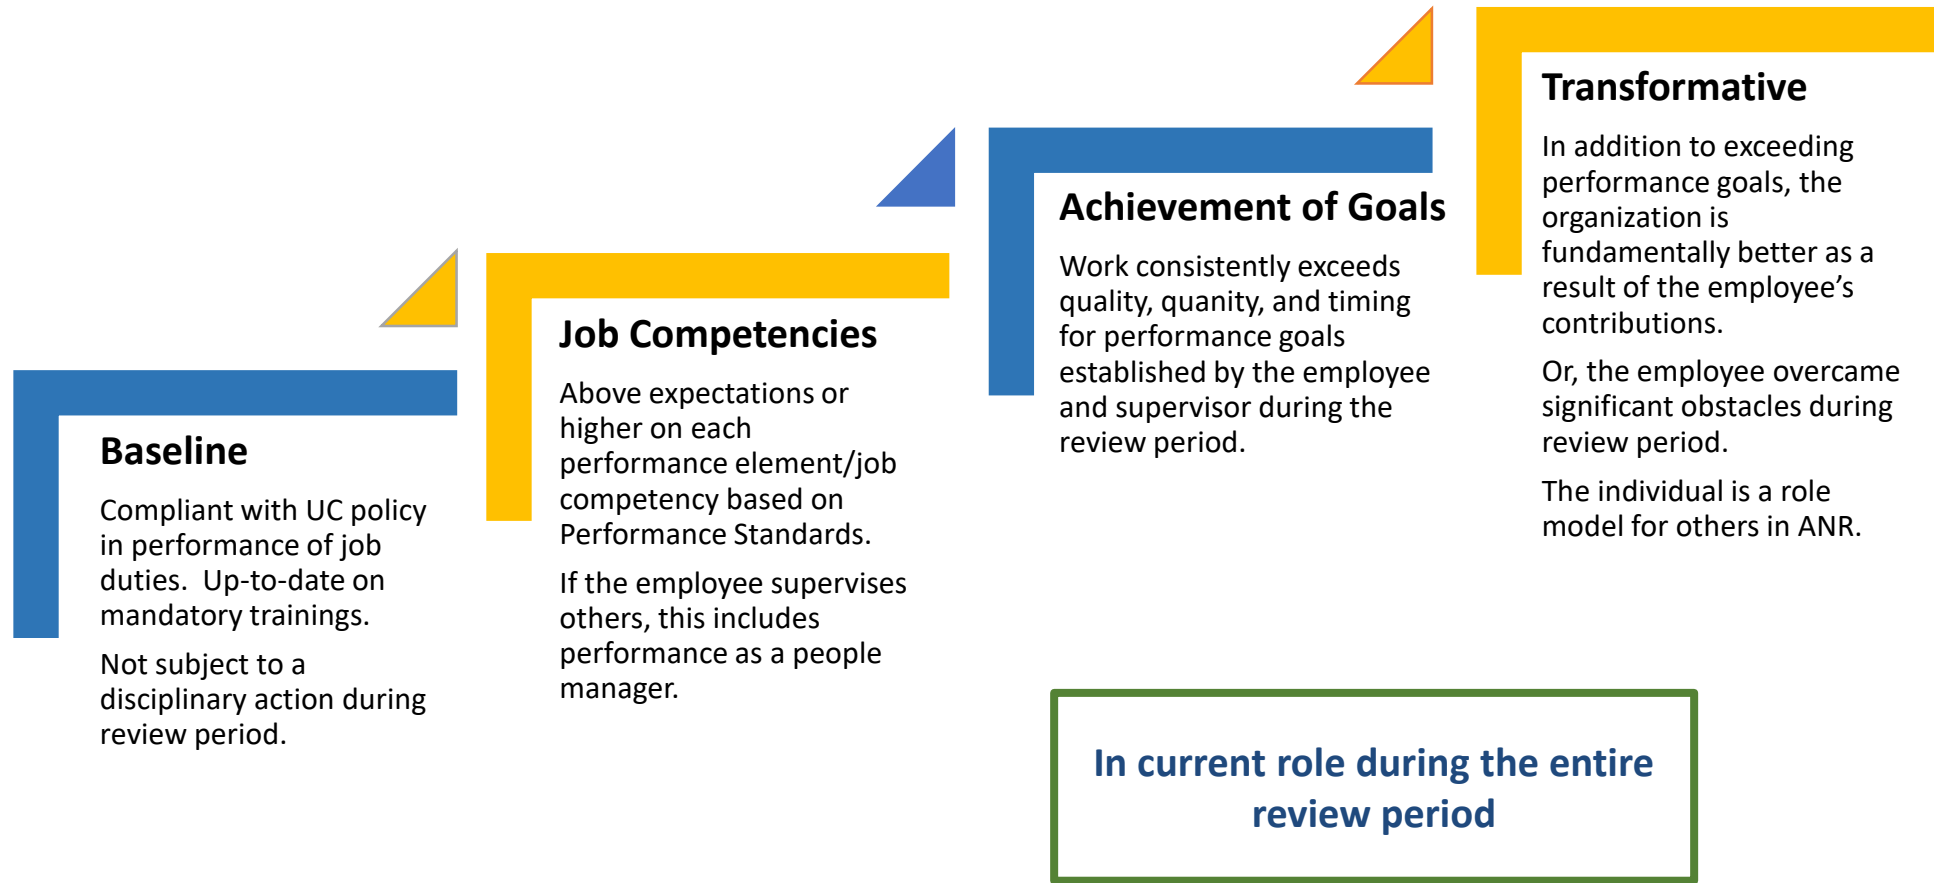 Baseline
Compliant with UC policy
in performance of job
duties.  Up-to-date on
mandatory trainings.
Not subject to a
disciplinary action during
review period.
Job Competencies
Above expectations or
higher on each
performance element/job
competency based on
Performance Standards.
If the employee supervises
others, this includes
performance as a people
manager.
Achievement of Goals
Work consistently exceeds
quality, quanity, and timing
for performance goals
established by the employee
and supervisor during the
review period.
Transformative
In addition to exceeding
performance goals, the
organization is
fundamentally better as a
result of the employee’s
contributions.
Or, the employee overcame
significant obstacles during
review period.
The individual is a role
model for others in ANR.
In current role during the entire
review period